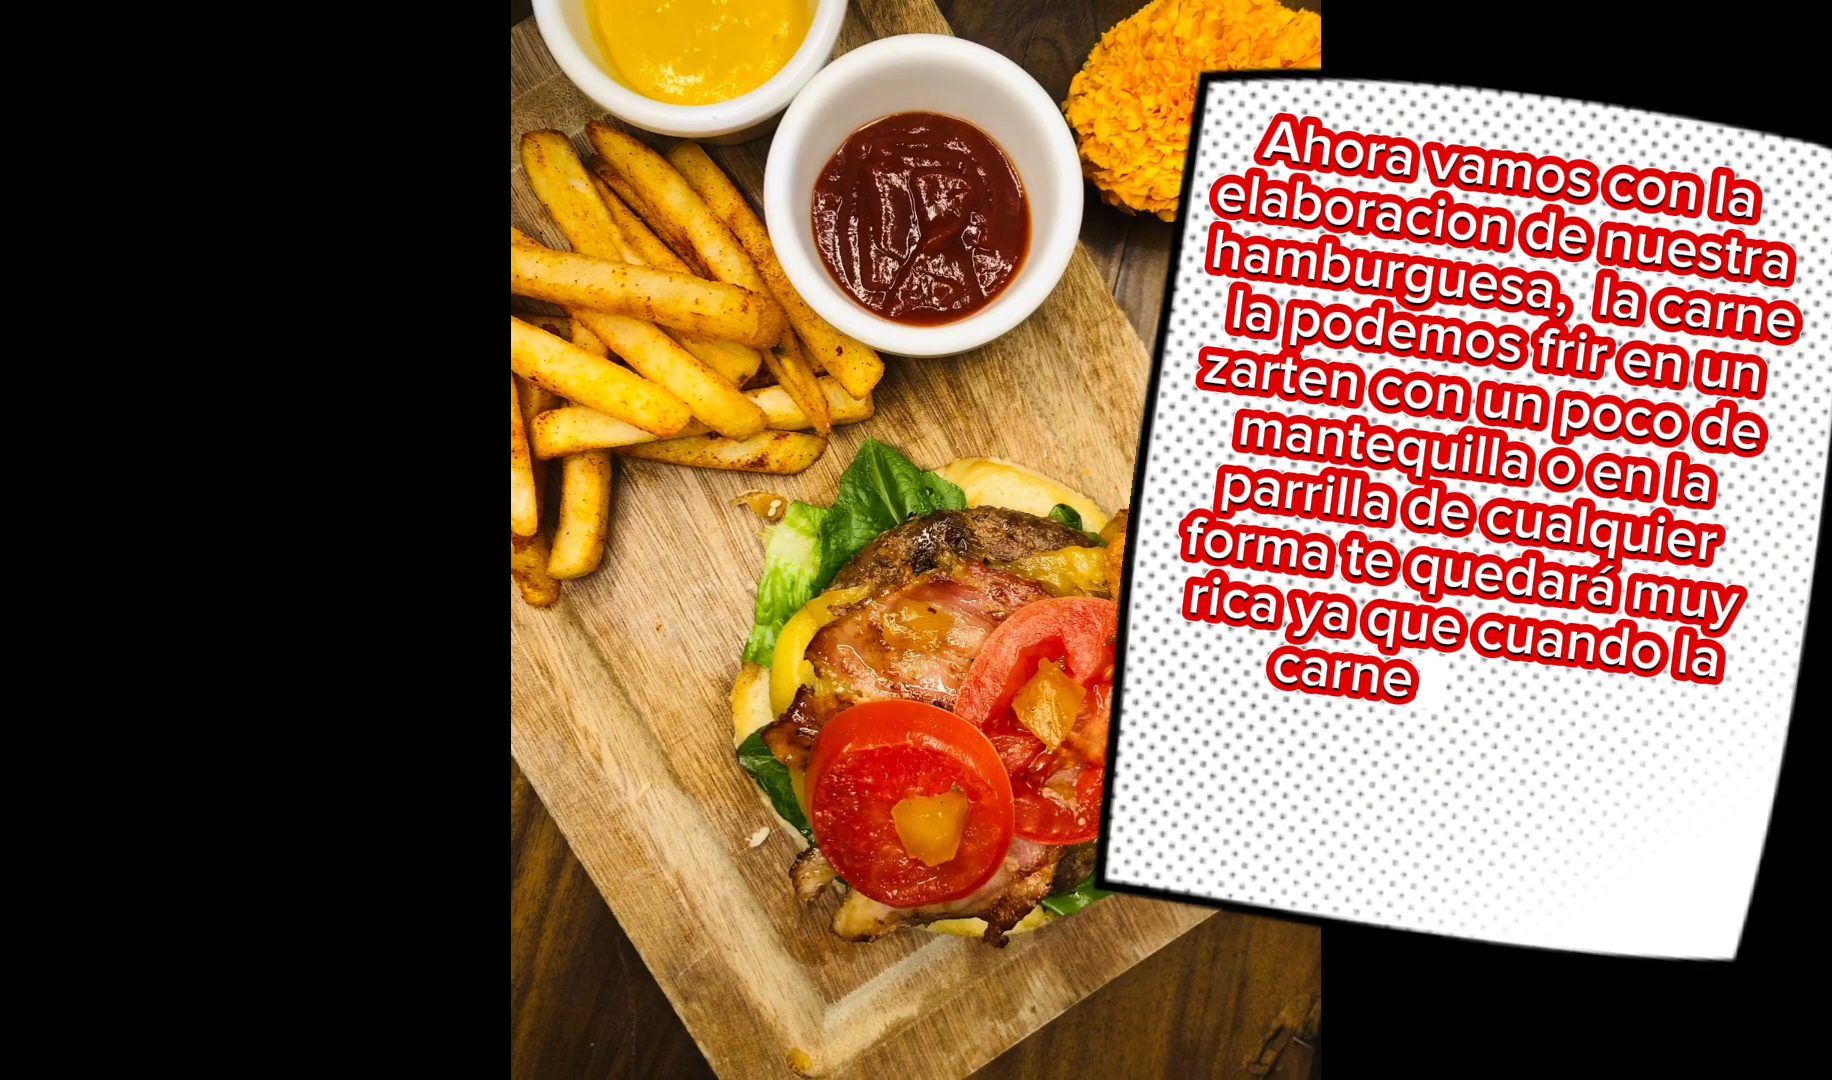 Ahora vamos con la
elaboracion de nuestra
hamburguesa, la carne
la podemos frir en un
zarten con un poco de
mantequilla o en la
parrilla de cualquier
forma te quedará muy
rica ya que cuando la
carne